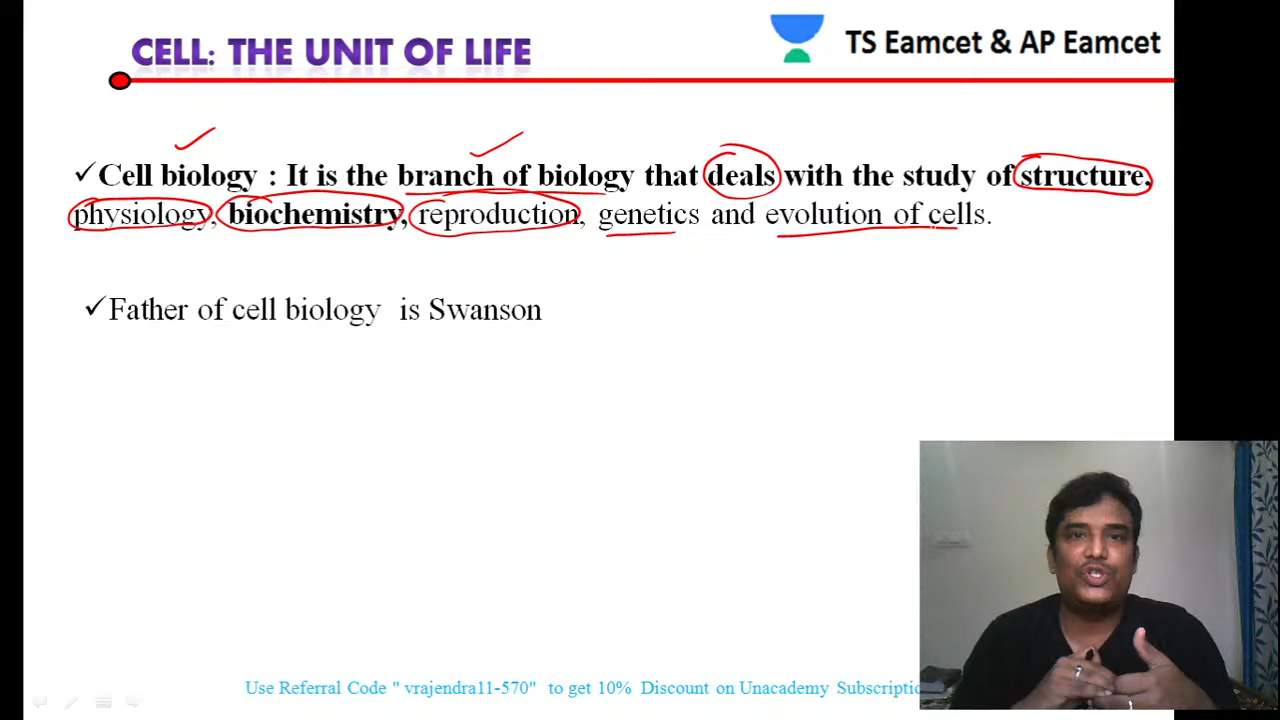 CELL: THE UNIT OF LIFE
TS Eamcet & AP Eamcet
✓Cell biology : It is the branch of biology that deals with the study of structure,
physiology, biochemistry, reproduction, genetics and evolution of cells.
✓Father of cell biology is Swanson
Use Referral Code " vrajendra11-570" to get 10% Discount on Unacademy Subscriptio